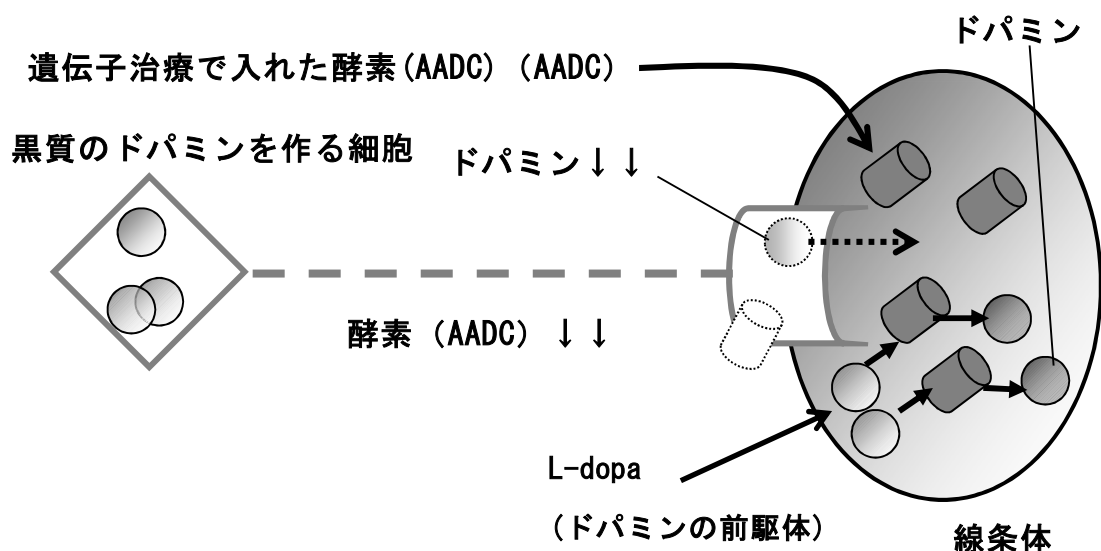 ドパミン
遺伝子治療で入れた酵素(AADC)（AADC）
黒質のドパミンを作る細胞
ドパミン↓↓
酵素（AADC）↓↓
L-dopa
（ドパミンの前駆体）
線条体